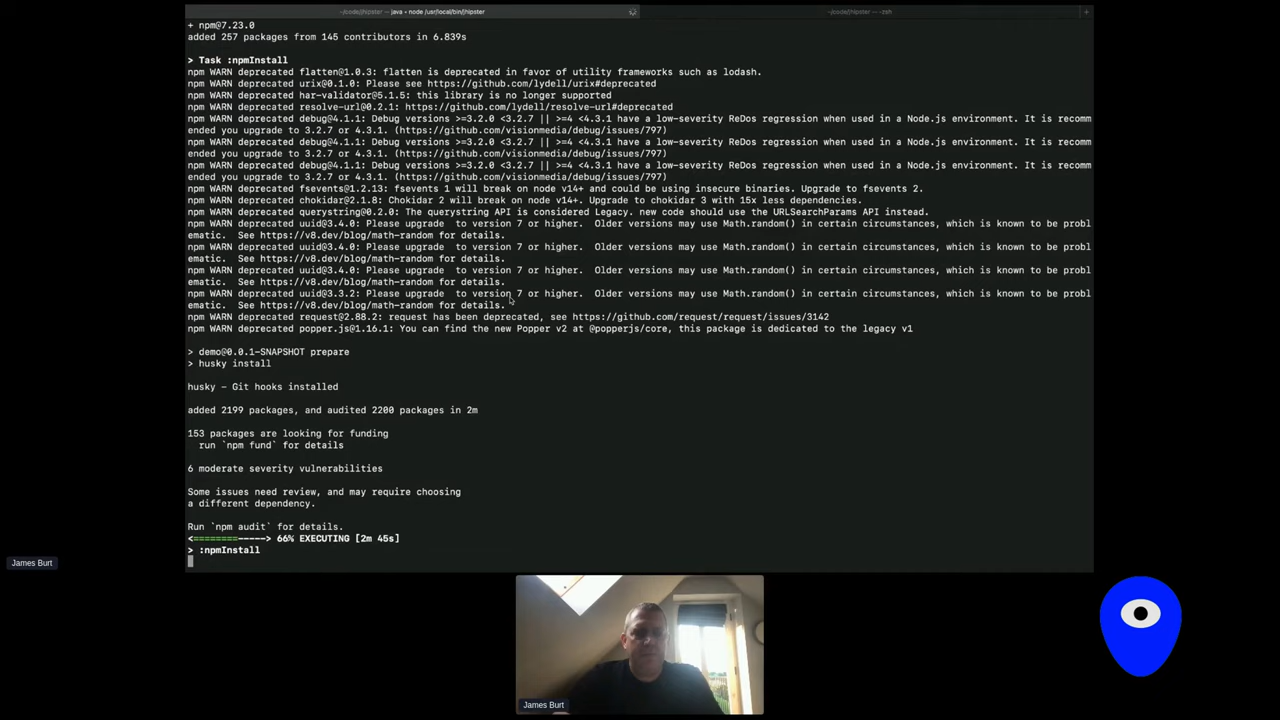 ~/code/jhipster — java ◂ node /usr/local/bin/jhipster
~/code/jhipster — -zsh
+ npm@7.23.0
added 257 packages from 145 contributors in 6.839s
> Task :npmInstall
npm WARN deprecated flatten@1.0.3: flatten is deprecated in favor of utility frameworks such as lodash.
npm WARN deprecated urix@0.1.0: Please see https://github.com/lydell/urix#deprecated
npm WARN deprecated har-validator@5.1.5: this library is no longer supported
npm WARN deprecated resolve-url@0.2.1: https://github.com/lydell/resolve-url#deprecated
npm WARN deprecated debug@4.1.1: Debug versions >=3.2.0 <3.2.7 || >=4 <4.3.1 have a low-severity ReDos regression when used in a Node.js environment. It is recomm
ended you upgrade to 3.2.7 or 4.3.1. (https://github.com/visionmedia/debug/issues/797)
npm WARN deprecated debug@4.1.1: Debug versions >=3.2.0 <3.2.7 || >=4 <4.3.1 have a low-severity ReDos regression when used in a Node.js environment. It is recomm
ended you upgrade to 3.2.7 or 4.3.1. (https://github.com/visionmedia/debug/issues/797)
npm WARN deprecated debug@4.1.1: Debug versions >=3.2.0 <3.2.7 || >=4 <4.3.1 have a low-severity ReDos regression when used in a Node.js environment. It is recomm
ended you upgrade to 3.2.7 or 4.3.1. (https://github.com/visionmedia/debug/issues/797)
npm WARN deprecated fsevents@1.2.13: fsevents 1 will break on node v14+ and could be using insecure binaries. Upgrade to fsevents 2.
npm WARN deprecated chokidar@2.1.8: Chokidar 2 will break on node v14+. Upgrade to chokidar 3 with 15x less dependencies.
npm WARN deprecated querystring@0.2.0: The querystring API is considered Legacy. new code should use the URLSearchParams API instead.
npm WARN deprecated uuid@3.4.0: Please upgrade  to version 7 or higher.  Older versions may use Math.random() in certain circumstances, which is known to be probl
ematic.  See https://v8.dev/blog/math-random for details.
npm WARN deprecated uuid@3.4.0: Please upgrade  to version 7 or higher.  Older versions may use Math.random() in certain circumstances, which is known to be probl
ematic.  See https://v8.dev/blog/math-random for details.
npm WARN deprecated uuid@3.4.0: Please upgrade  to version 7 or higher.  Older versions may use Math.random() in certain circumstances, which is known to be probl
ematic.  See https://v8.dev/blog/math-random for details.
npm WARN deprecated uuid@3.3.2: Please upgrade  to version 7 or higher.  Older versions may use Math.random() in certain circumstances, which is known to be probl
ematic.  See https://v8.dev/blog/math-random for details.
npm WARN deprecated request@2.88.2: request has been deprecated, see https://github.com/request/request/issues/3142
npm WARN deprecated popper.js@1.16.1: You can find the new Popper v2 at @popperjs/core, this package is dedicated to the legacy v1
> demo@0.0.1-SNAPSHOT prepare
> husky install
husky - Git hooks installed
added 2199 packages, and audited 2200 packages in 2m
153 packages are looking for funding
run `npm fund` for details
6 moderate severity vulnerabilities
Some issues need review, and may require choosing
a different dependency.
Run `npm audit` for details.
<========-----> 66% EXECUTING [2m 45s]
> :npmInstall
James Burt
James Burt